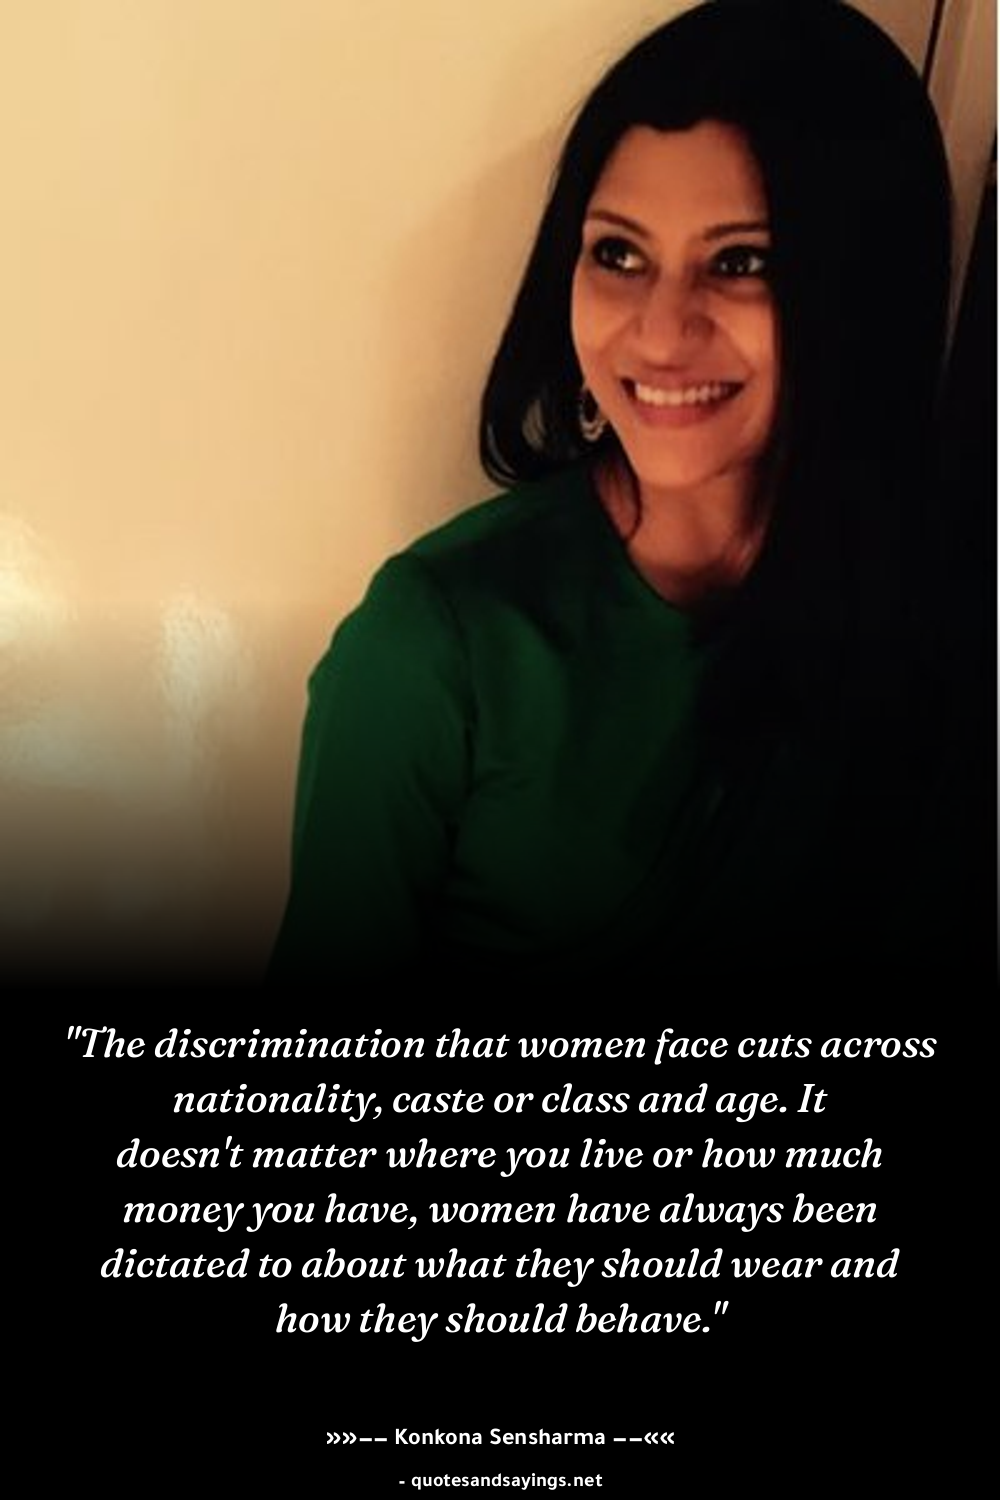 "The discrimination that women face cuts across
nationality, caste or class and age. It
doesn't matter where you live or how much
money you have, women have always been
dictated to about what they should wear and
how they should behave."
»»−− Konkona Sensharma −−««
- quotesandsayings.net